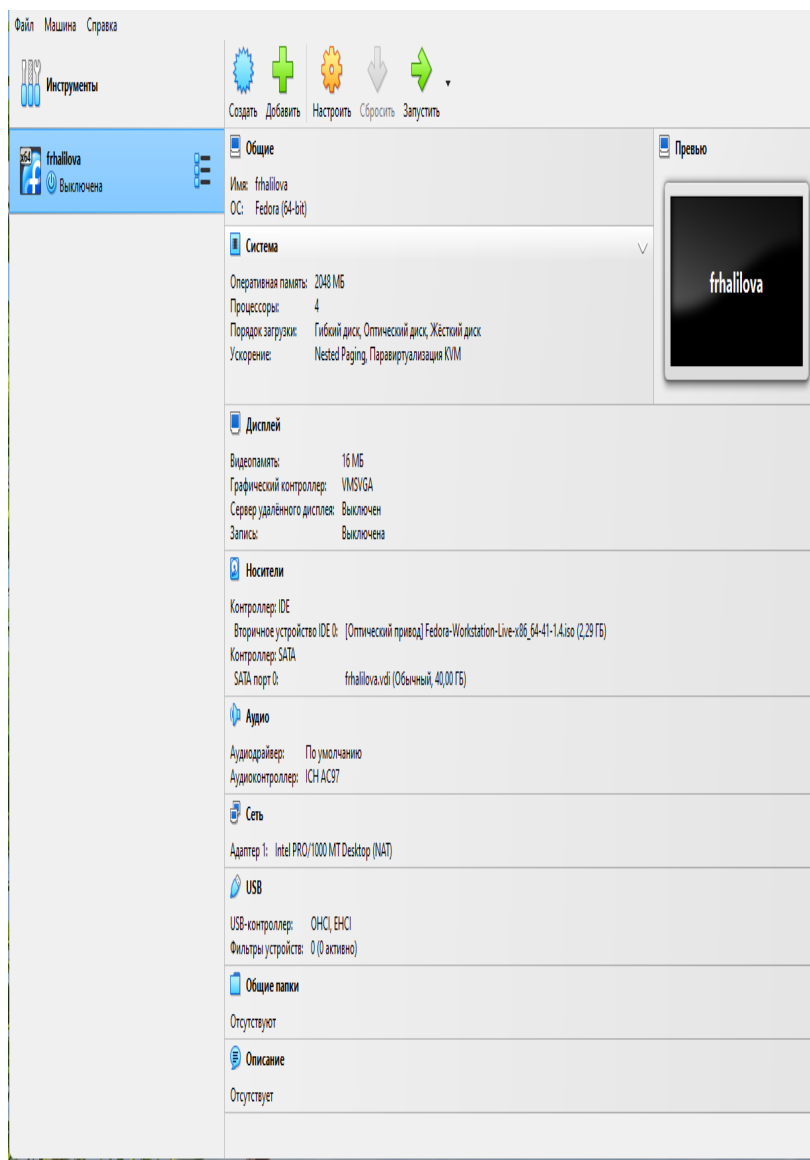 Файл Машина Справка
Инструменты
Создать Добавить Настроить Сбросить Запустить
x64
frhalilova
Выключена
Общие
Имя: frhalilova
ОС: Fedora (64-bit)
Превью
frhalilova
Система
Оперативная память: 2048 МБ
Процессоры: 4
Порядок загрузки: Гибкий диск, Оптический диск, Жёсткий диск
Ускорение: Nested Paging, Паравиртуализация KVM
Дисплей
Видеопамять: 16 МБ
Графический контроллер: VMSVGA
Сервер удалённого дисплея: Выключен
Запись: Выключена
Носители
Контроллер: IDE
Вторичное устройство IDE 0: [Оптический привод] Fedora-Workstation-Live-x86_64-41-1.4.iso (2,29 ГБ)
Контроллер: SATA
SATA порт 0: frhalilova.vdi (Обычный, 40,00 ГБ)
Аудио
Аудиодрайвер: По умолчанию
Аудиоконтроллер: ICH AC97
Сеть
Адаптер 1: Intel PRO/1000 MT Desktop (NAT)
USB
USB-контроллер: OHCI, EHCI
Фильтры устройств: 0 (0 активно)
Общие папки
Отсутствуют
Описание
Отсутствует